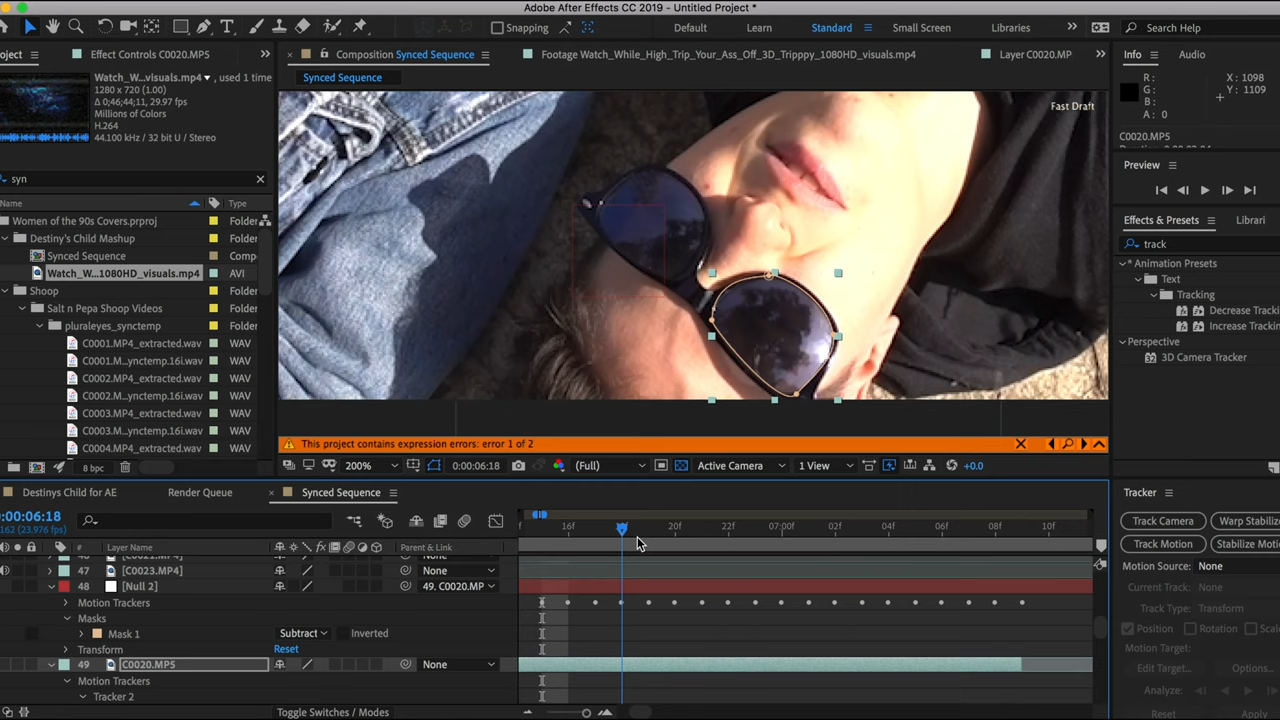 Adobe After Effects CC 2019 - Untitled Project *
Snapping
Default
Learn
Standard
Small Screen
Libraries
Search Help
oject
Effect Controls C0020.MP5
Composition Synced Sequence
Footage Watch_While_High_Trip_Your_Ass_Off_3D_Tripppy_1080HD_visuals.mp4
Layer C0020.MP
Info
Audio
Synced Sequence
Watch_W...visuals.mp4 , used 1 time
1280 x 720 (1.00)
Δ 0;46;44;11, 29.97 fps
Millions of Colors
H.264
44.100 kHz / 32 bit U / Stereo
Fast Draft
R :
G :
B :
A : 0
X : 1098
Y : 1109
C0020.MP5
syn
Name
Type
Women of the 90s Covers.prproj
Folder
Destiny's Child Mashup
Folder
Synced Sequence
Comp
Watch_W...1080HD_visuals.mp4
AVI
Shoop
Folder
Salt n Pepa Shoop Videos
Folder
pluraleyes_synctemp
Folder
C0001.MP4_extracted.wav
WAV
C0001.M...ynctemp.16i.wav
WAV
C0002.MP4_extracted.wav
WAV
C0002.M...ynctemp.16i.wav
WAV
C0003.MP4_extracted.wav
WAV
C0003.M...ynctemp.16i.wav
WAV
C0004.MP4_extracted.wav
WAV
8 bpc
Preview
Effects & Presets
Librari
track
* Animation Presets
Text
Tracking
Decrease Tracki
Increase Tracki
Perspective
3D Camera Tracker
This project contains expression errors: error 1 of 2
200%
0:00:06:18
(Full)
Active Camera
1 View
+0.0
Destinys Child for AE
Render Queue
Synced Sequence
0:00:06:18
162 (23.976 fps)
f
16f
20f
22f
07:00f
02f
04f
06f
08f
10f
#
Layer Name
Parent & Link
47
[C0023.MP4]
None
48
[Null 2]
49. C0020.MP
Motion Trackers
Masks
Mask 1
Subtract
Inverted
Transform
Reset
49
C0020.MP5
None
Motion Trackers
Tracker 2
Toggle Switches / Modes
Tracker
Track Camera
Warp Stabiliz
Track Motion
Stabilize Motio
Motion Source: None
Current Track: None
Track Type: Transform
Position
Rotation
Scal
Motion Target:
Edit Target...
Options...
Analyze:
Reset
Apply